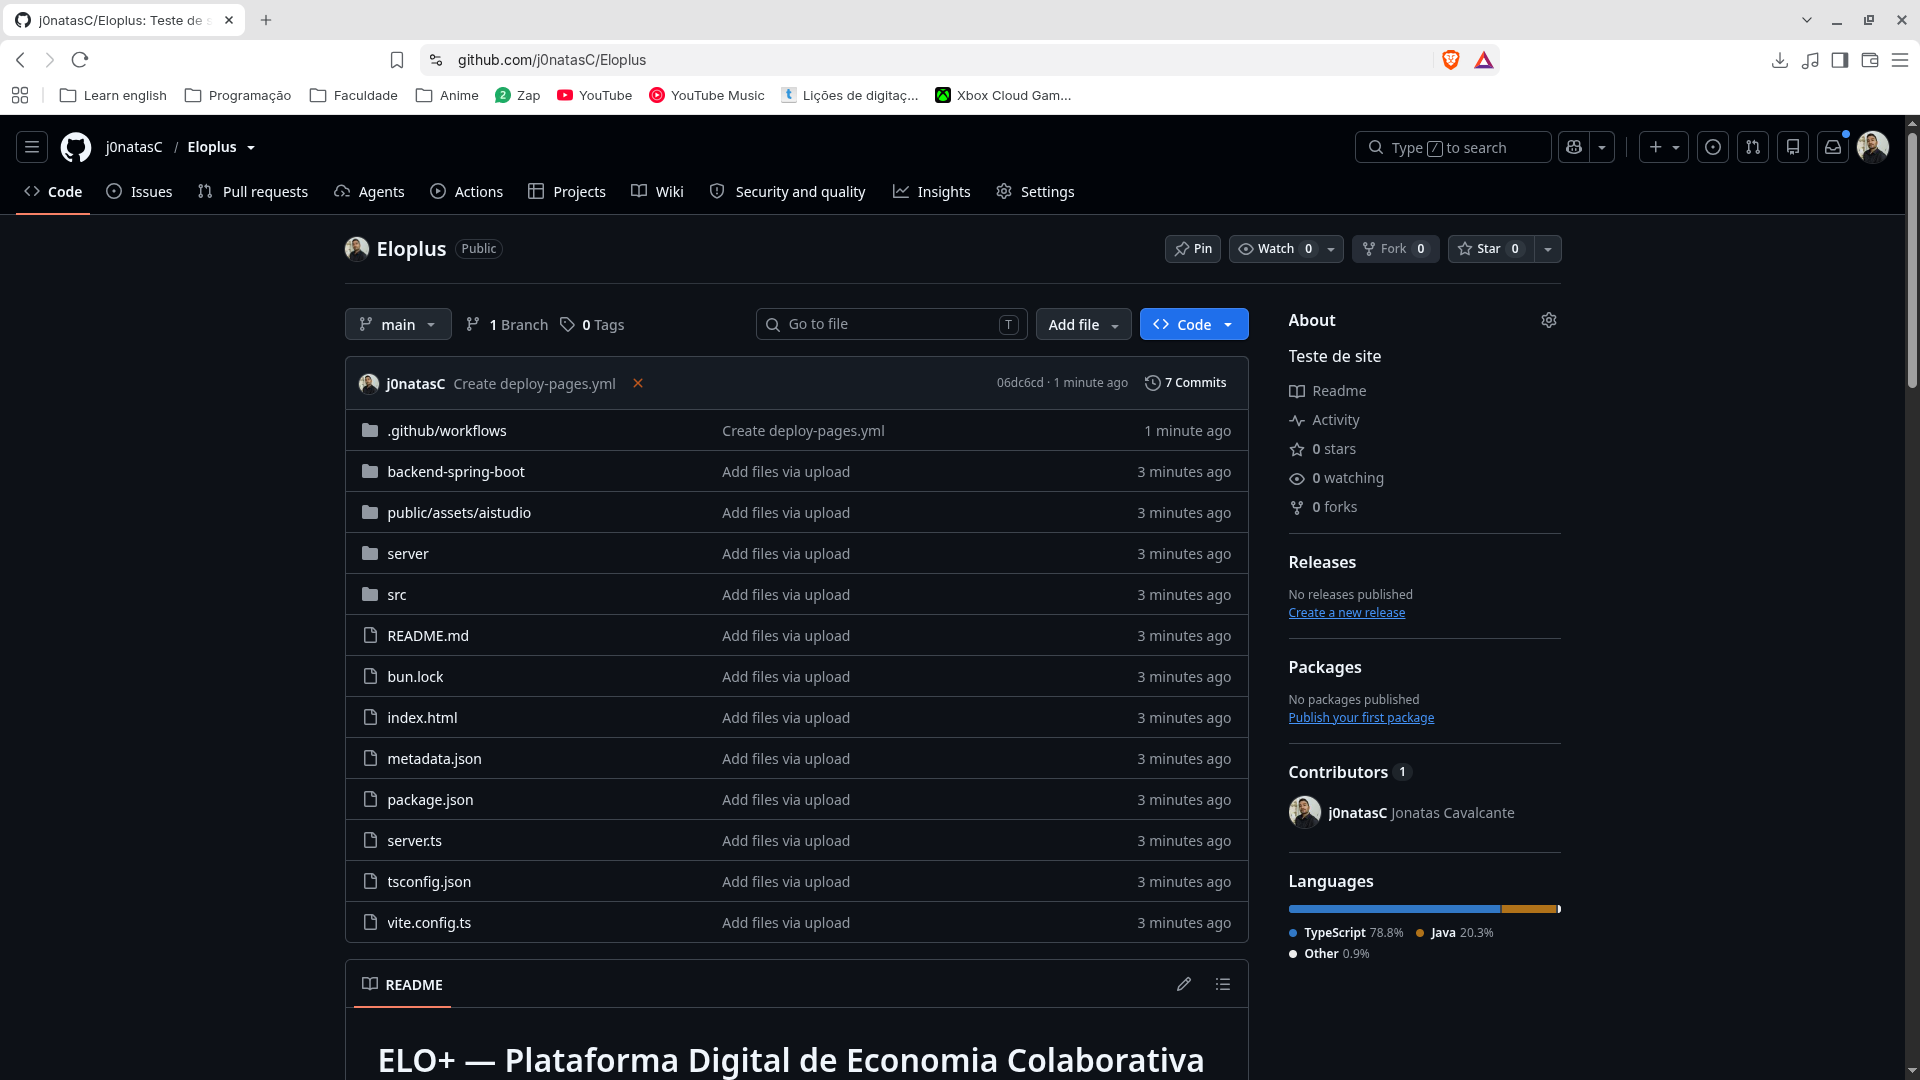 j0natasC/Eloplus: Teste de s
github.com/j0natasC/Eloplus
Learn english
Programação
Faculdade
Anime
2 Zap
YouTube
YouTube Music
t Lições de digitaç...
Xbox Cloud Gam...
j0natasC / Eloplus
Type / to search
Code
Issues
Pull requests
Agents
Actions
Projects
Wiki
Security and quality
Insights
Settings
Eloplus Public
Pin
Watch 0
Fork 0
Star 0
main
1 Branch
0 Tags
Go to file T
Add file
Code
j0natasC Create deploy-pages.yml
06dc6cd · 1 minute ago
7 Commits
.github/workflows Create deploy-pages.yml 1 minute ago
backend-spring-boot Add files via upload 3 minutes ago
public/assets/aistudio Add files via upload 3 minutes ago
server Add files via upload 3 minutes ago
src Add files via upload 3 minutes ago
README.md Add files via upload 3 minutes ago
bun.lock Add files via upload 3 minutes ago
index.html Add files via upload 3 minutes ago
metadata.json Add files via upload 3 minutes ago
package.json Add files via upload 3 minutes ago
server.ts Add files via upload 3 minutes ago
tsconfig.json Add files via upload 3 minutes ago
vite.config.ts Add files via upload 3 minutes ago
README
ELO+ — Plataforma Digital de Economia Colaborativa
About
Teste de site
Readme
Activity
0 stars
0 watching
0 forks
Releases
No releases published
Create a new release
Packages
No packages published
Publish your first package
Contributors 1
j0natasC Jonatas Cavalcante
Languages
TypeScript 78.8% Java 20.3%
Other 0.9%